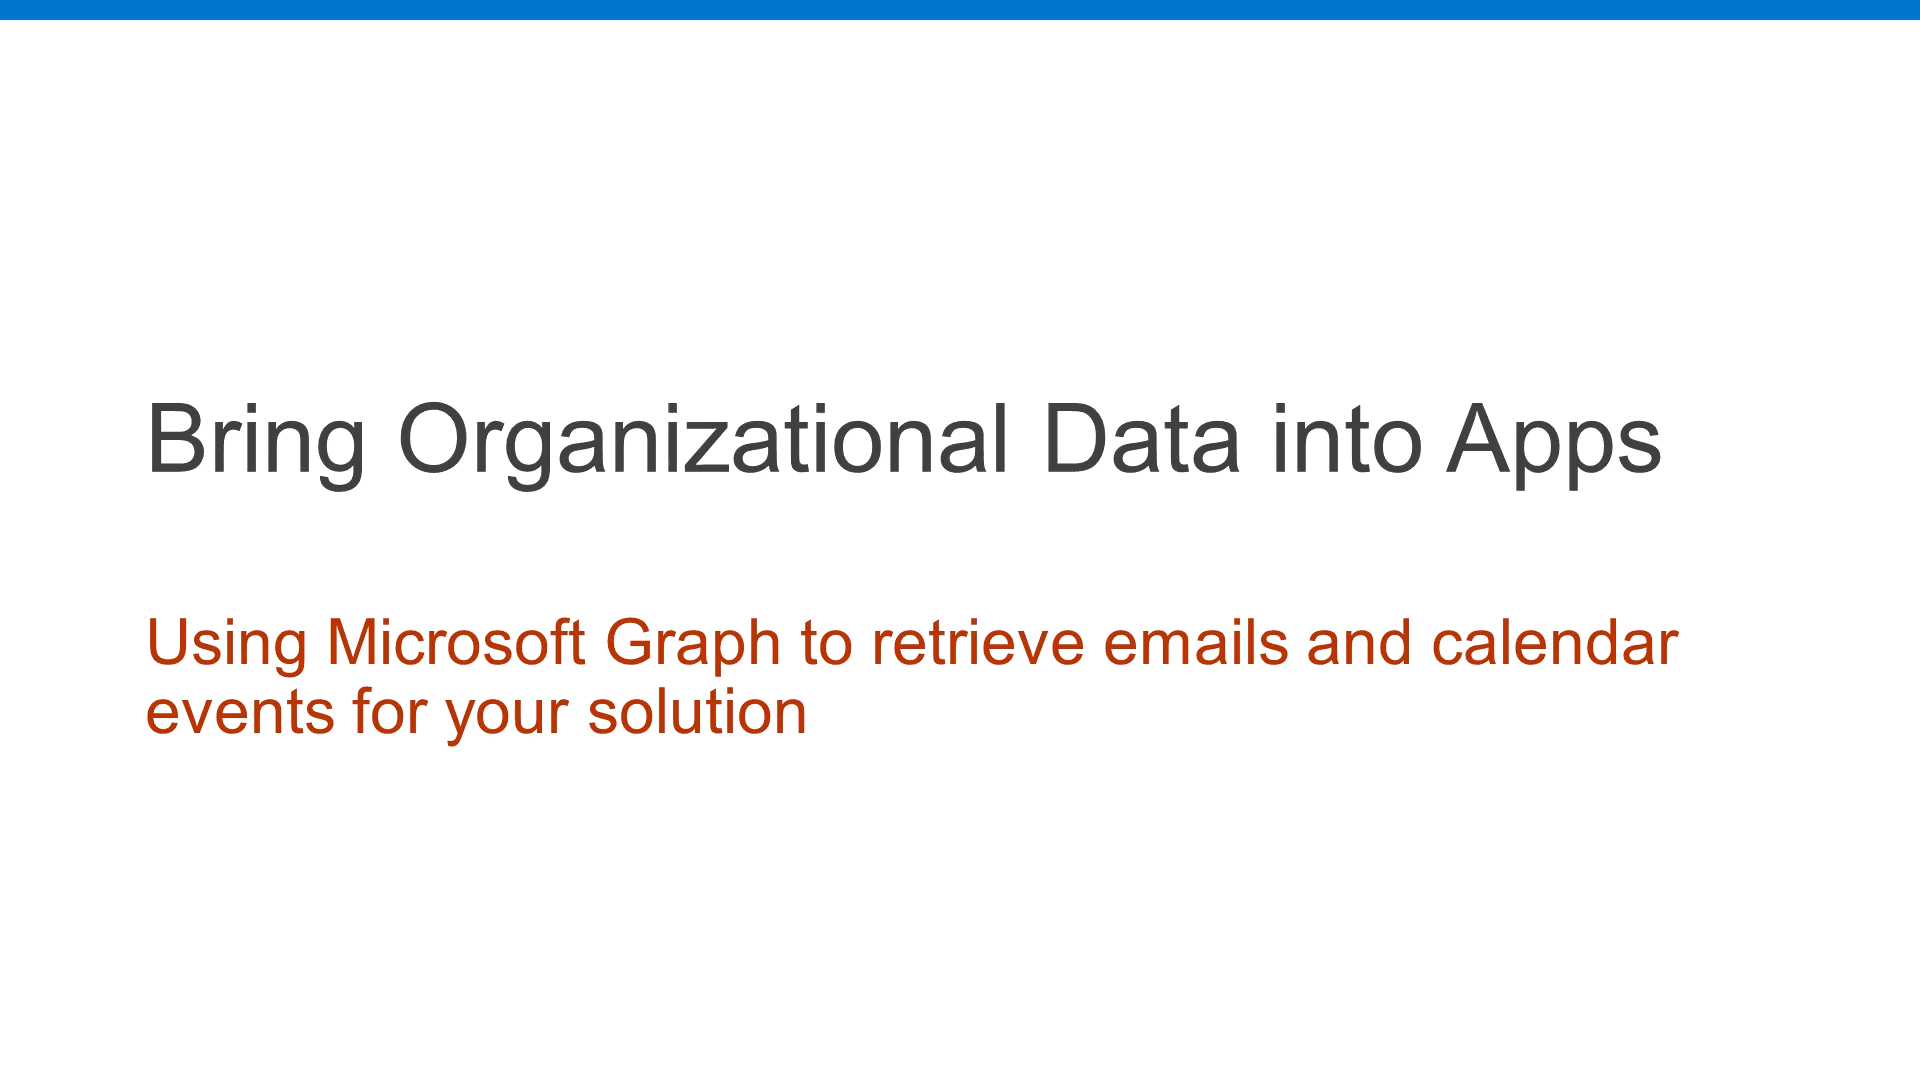 Bring Organizational Data into Apps
Using Microsoft Graph to retrieve emails and calendar
events for your solution